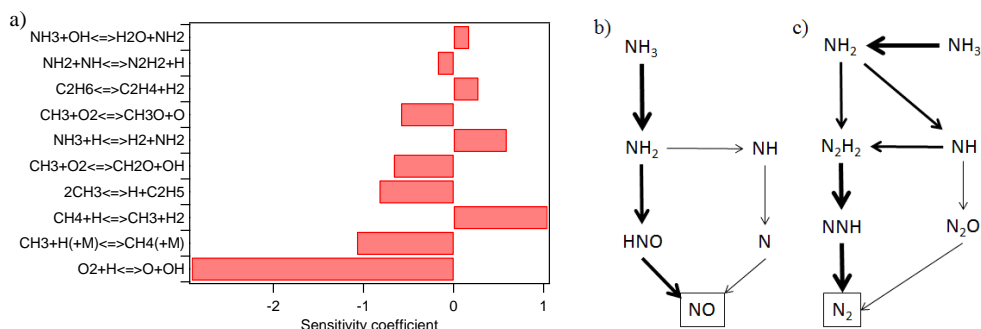 a)
NH3+OH<=>H2O+NH2
NH2+NH<=>N2H2+H
C2H6<=>C2H4+H2
CH3+O2<=>CH3O+O
NH3+H<=>H2+NH2
CH3+O2<=>CH2O+OH
2CH3<=>H+C2H5
CH4+H<=>CH3+H2
CH3+H(+M)<=>CH4(+M)
O2+H<=>O+OH
-2 -1 0 1
Sensitivity coefficient
b)
NH₃
NH₂ NH
HNO N
NO
c)
NH₂ NH₃
N₂H₂ NH
NNH N₂O
N₂